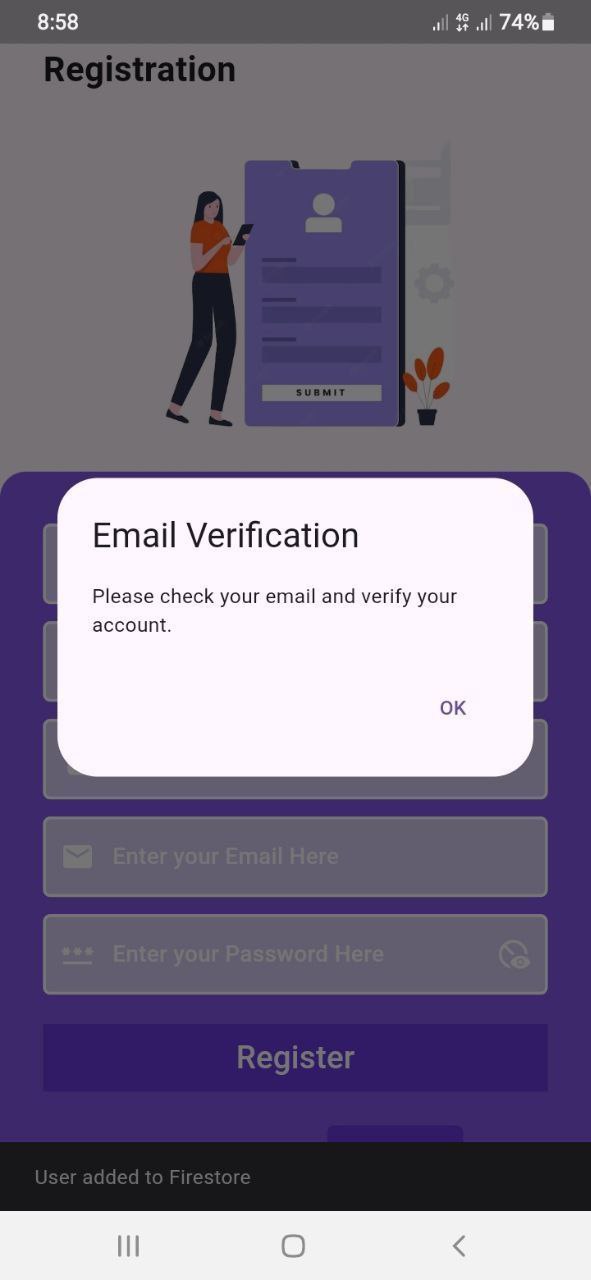 8:58
4G
74%
Registration
SUBMIT
Email Verification
Please check your email and verify your
account.
OK
Enter your Email Here
***
Enter your Password Here
Register
User added to Firestore